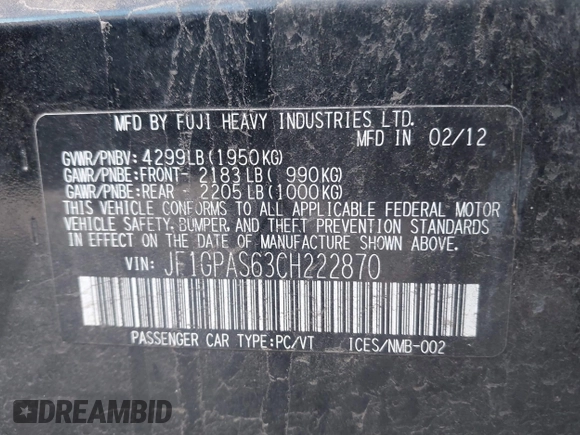 MFD BY FUJI HEAVY INDUSTRIES LTD.
MFD IN 02/12
GVWR/PNBV: 4299LB(1950KG)
GAWR/PNBE:FRONT- 2183LB( 990KG)
GAWR/PNBE:REAR - 2205LB(1000KG)
THIS VEHICLE CONFORMS TO ALL APPLICABLE FEDERAL MOTOR
VEHICLE SAFETY, BUMPER, AND THEFT PREVENTION STANDARDS
IN EFFECT ON THE DATE OF MANUFACTURE SHOWN ABOVE.
VIN: JF1GPAS63CH222870
PASSENGER CAR TYPE:PC/VT ICES/NMB-002
DREAMBID